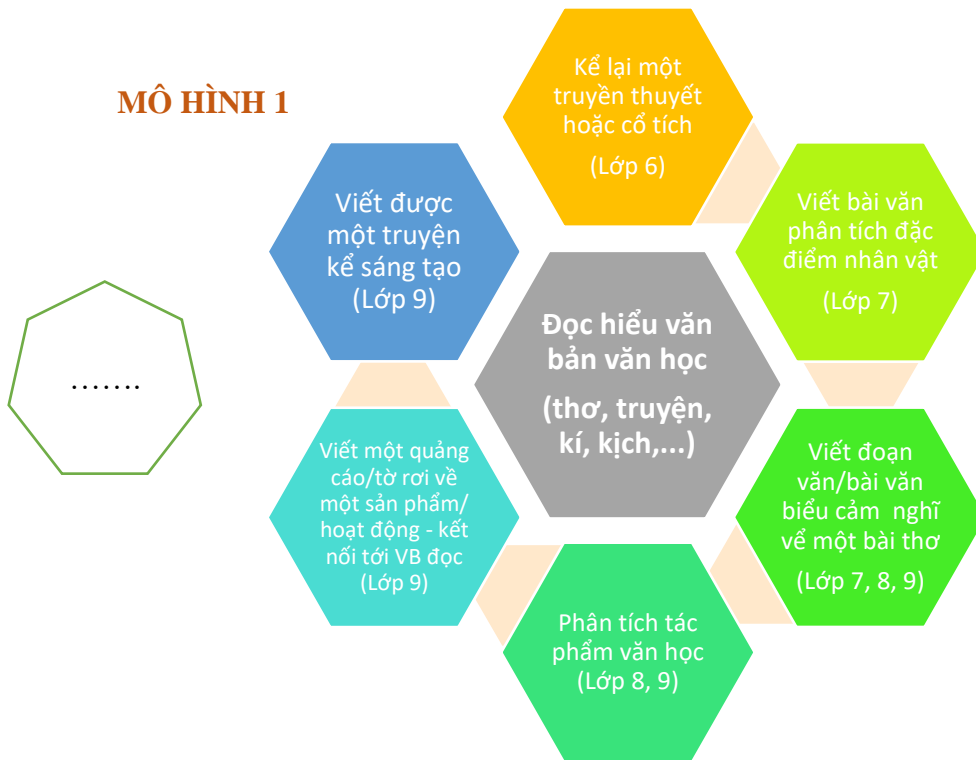 MÔ HÌNH 1
Kể lại một
truyền thuyết
hoặc cổ tích
(Lớp 6)
Viết bài văn
phân tích đặc
điểm nhân vật
(Lớp 7)
Viết đoạn
văn/bài văn
biểu cảm nghĩ
vể một bài thơ
(Lớp 7, 8, 9)
Phân tích tác
phẩm văn học
(Lớp 8, 9)
Viết một quảng
cáo/tờ rơi về
một sản phẩm/
hoạt động - kết
nối tới VB đọc
(Lớp 9)
Viết được
một truyện
kể sáng tạo
(Lớp 9)
Đọc hiểu văn
bản văn học
(thơ, truyện,
kí, kịch,...)
.......